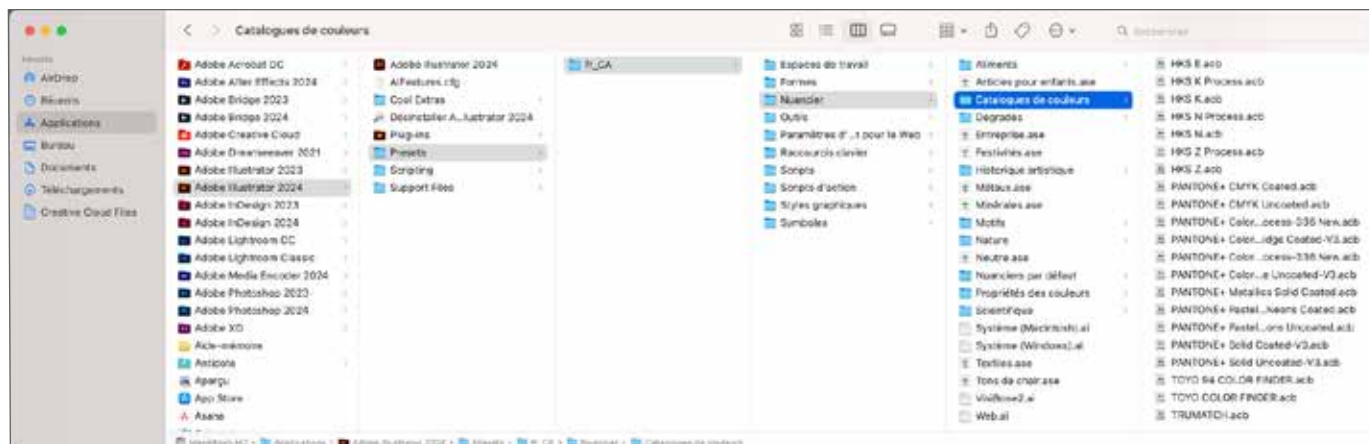 Catalogues de couleurs
AirDrop
Récents
Applications
Bureau
Documents
Téléchargements
Creative Cloud Files
Adobe Acrobat DC
Adobe After Effects 2024
Adobe Bridge 2023
Adobe Bridge 2024
Adobe Creative Cloud
Adobe Dreamweaver 2021
Adobe Illustrator 2023
Adobe Illustrator 2024
Adobe InDesign 2023
Adobe InDesign 2024
Adobe Lightroom CC
Adobe Lightroom Classic
Adobe Media Encoder 2024
Adobe Photoshop 2023
Adobe Photoshop 2024
Adobe XD
Aide-mémoire
Antidote
Aperçu
App Store
Asana
Adobe Illustrator 2024
AIFeatures.cfg
Cool Extras
Désinstaller A...lustrator 2024
Plug-ins
Presets
Scripting
Support Files
fr_CA
Espaces de travail
Formes
Nuancier
Outils
Paramètres d'...t pour le Web
Raccourcis clavier
Scripts
Scripts d'action
Styles graphiques
Symboles
Aliments
Articles pour enfants.ase
Catalogues de couleurs
Dégradés
Entreprise.ase
Festivités.ase
Historique artistique
Métaux.ase
Minérales.ase
Motifs
Nature
Neutre.ase
Nuanciers par défaut
Propriétés des couleurs
Scientifique
Système (Macintosh).ai
Système (Windows).ai
Textiles.ase
Tons de chair.ase
VisiBone2.ai
Web.ai
HKS E.acb
HKS K Process.acb
HKS K.acb
HKS N Process.acb
HKS N.acb
HKS Z Process.acb
HKS Z.acb
PANTONE+ CMYK Coated.acb
PANTONE+ CMYK Uncoated.acb
PANTONE+ Color...ocess-336 New.acb
PANTONE+ Color...idge Coated-V3.acb
PANTONE+ Color...ocess-336 New.acb
PANTONE+ Color...e Uncoated-V3.acb
PANTONE+ Metallics Solid Coated.acb
PANTONE+ Pastel...Neons Coated.acb
PANTONE+ Pastel...ons Uncoated.acb
PANTONE+ Solid Coated-V3.acb
PANTONE+ Solid Uncoated-V3.acb
TOYO 94 COLOR FINDER.acb
TOYO COLOR FINDER.acb
TRUMATCH.acb